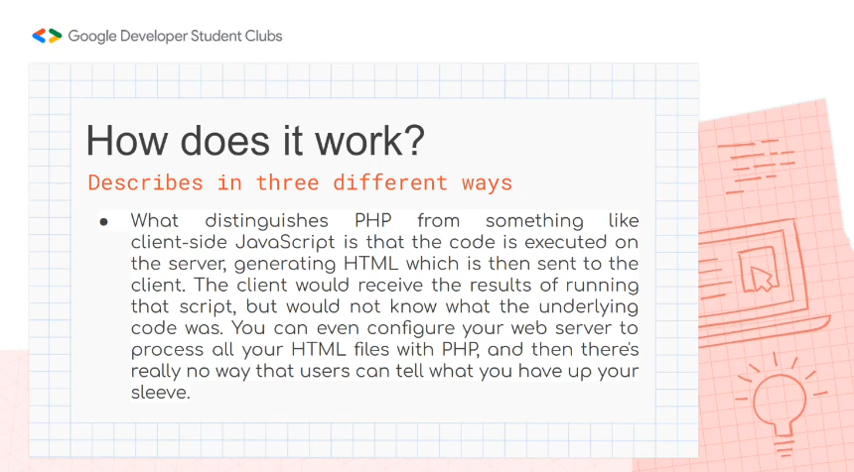 Google Developer Student Clubs
How does it work?
Describes in three different ways
● What distinguishes PHP from something like
client-side JavaScript is that the code is executed on
the server, generating HTML which is then sent to the
client. The client would receive the results of running
that script, but would not know what the underlying
code was. You can even configure your web server to
process all your HTML files with PHP, and then there's
really no way that users can tell what you have up your
sleeve.